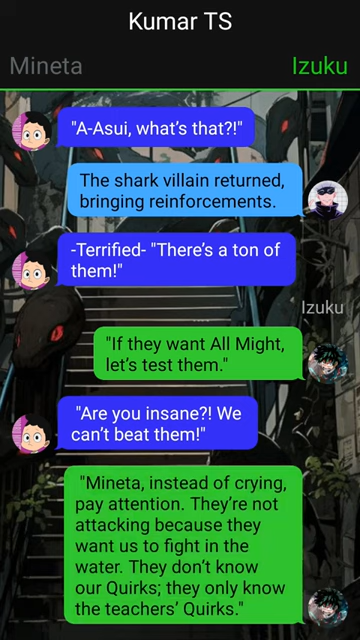 Kumar TS
Mineta
Izuku
"A-Asui, what's that?!"
The shark villain returned,
bringing reinforcements.
-Terrified- "There's a ton of
them!"
Izuku
"If they want All Might,
let's test them."
"Are you insane?! We
can't beat them!"
"Mineta, instead of crying,
pay attention. They're not
attacking because they
want us to fight in the
water. They don't know
our Quirks; they only know
the teachers' Quirks."